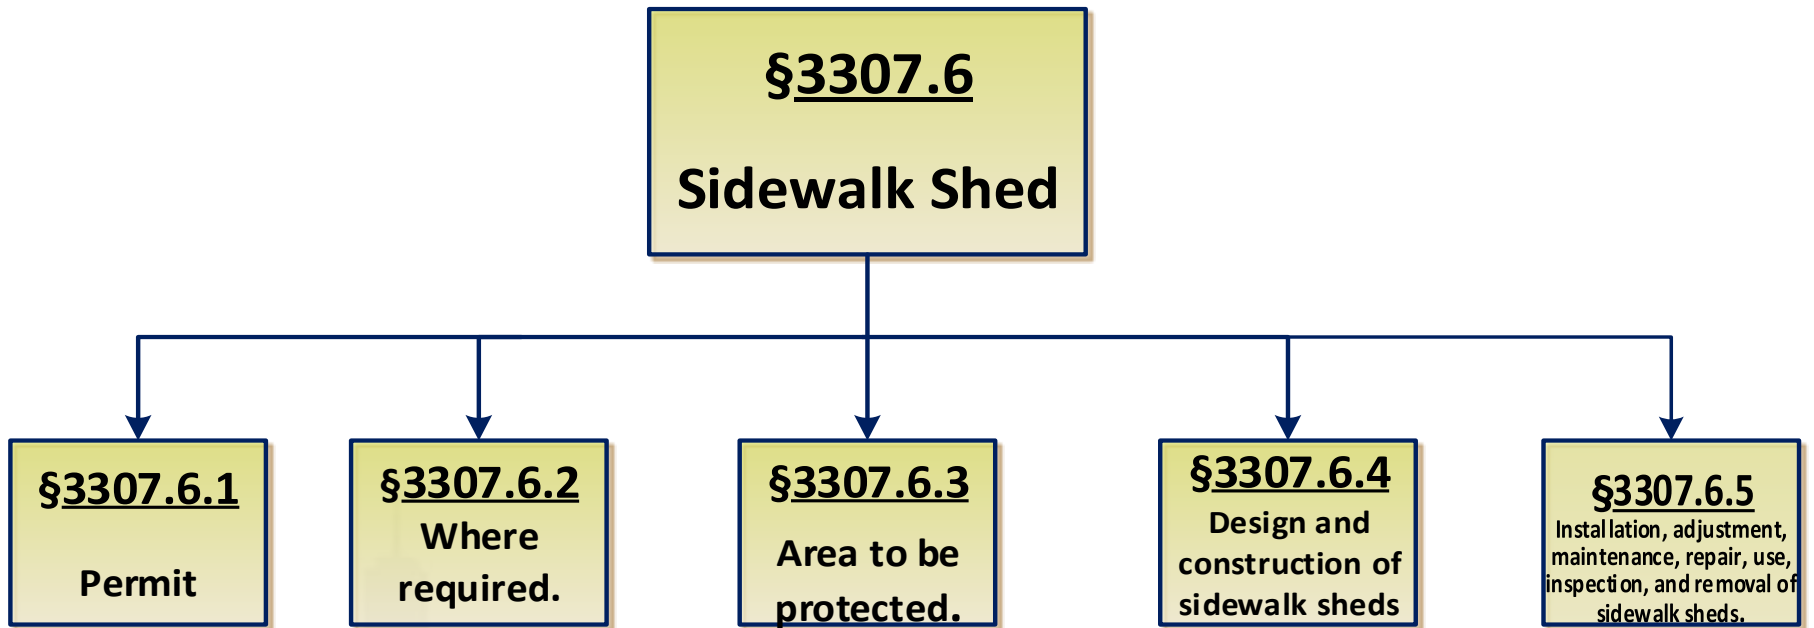 §3307.6
Sidewalk Shed
§3307.6.1
Permit
§3307.6.2
Where
required.
§3307.6.3
Area to be
protected.
§3307.6.4
Design and
construction of
sidewalk sheds
§3307.6.5
Installation, adjustment,
maintenance, repair, use,
inspection, and removal of
sidewalk sheds.